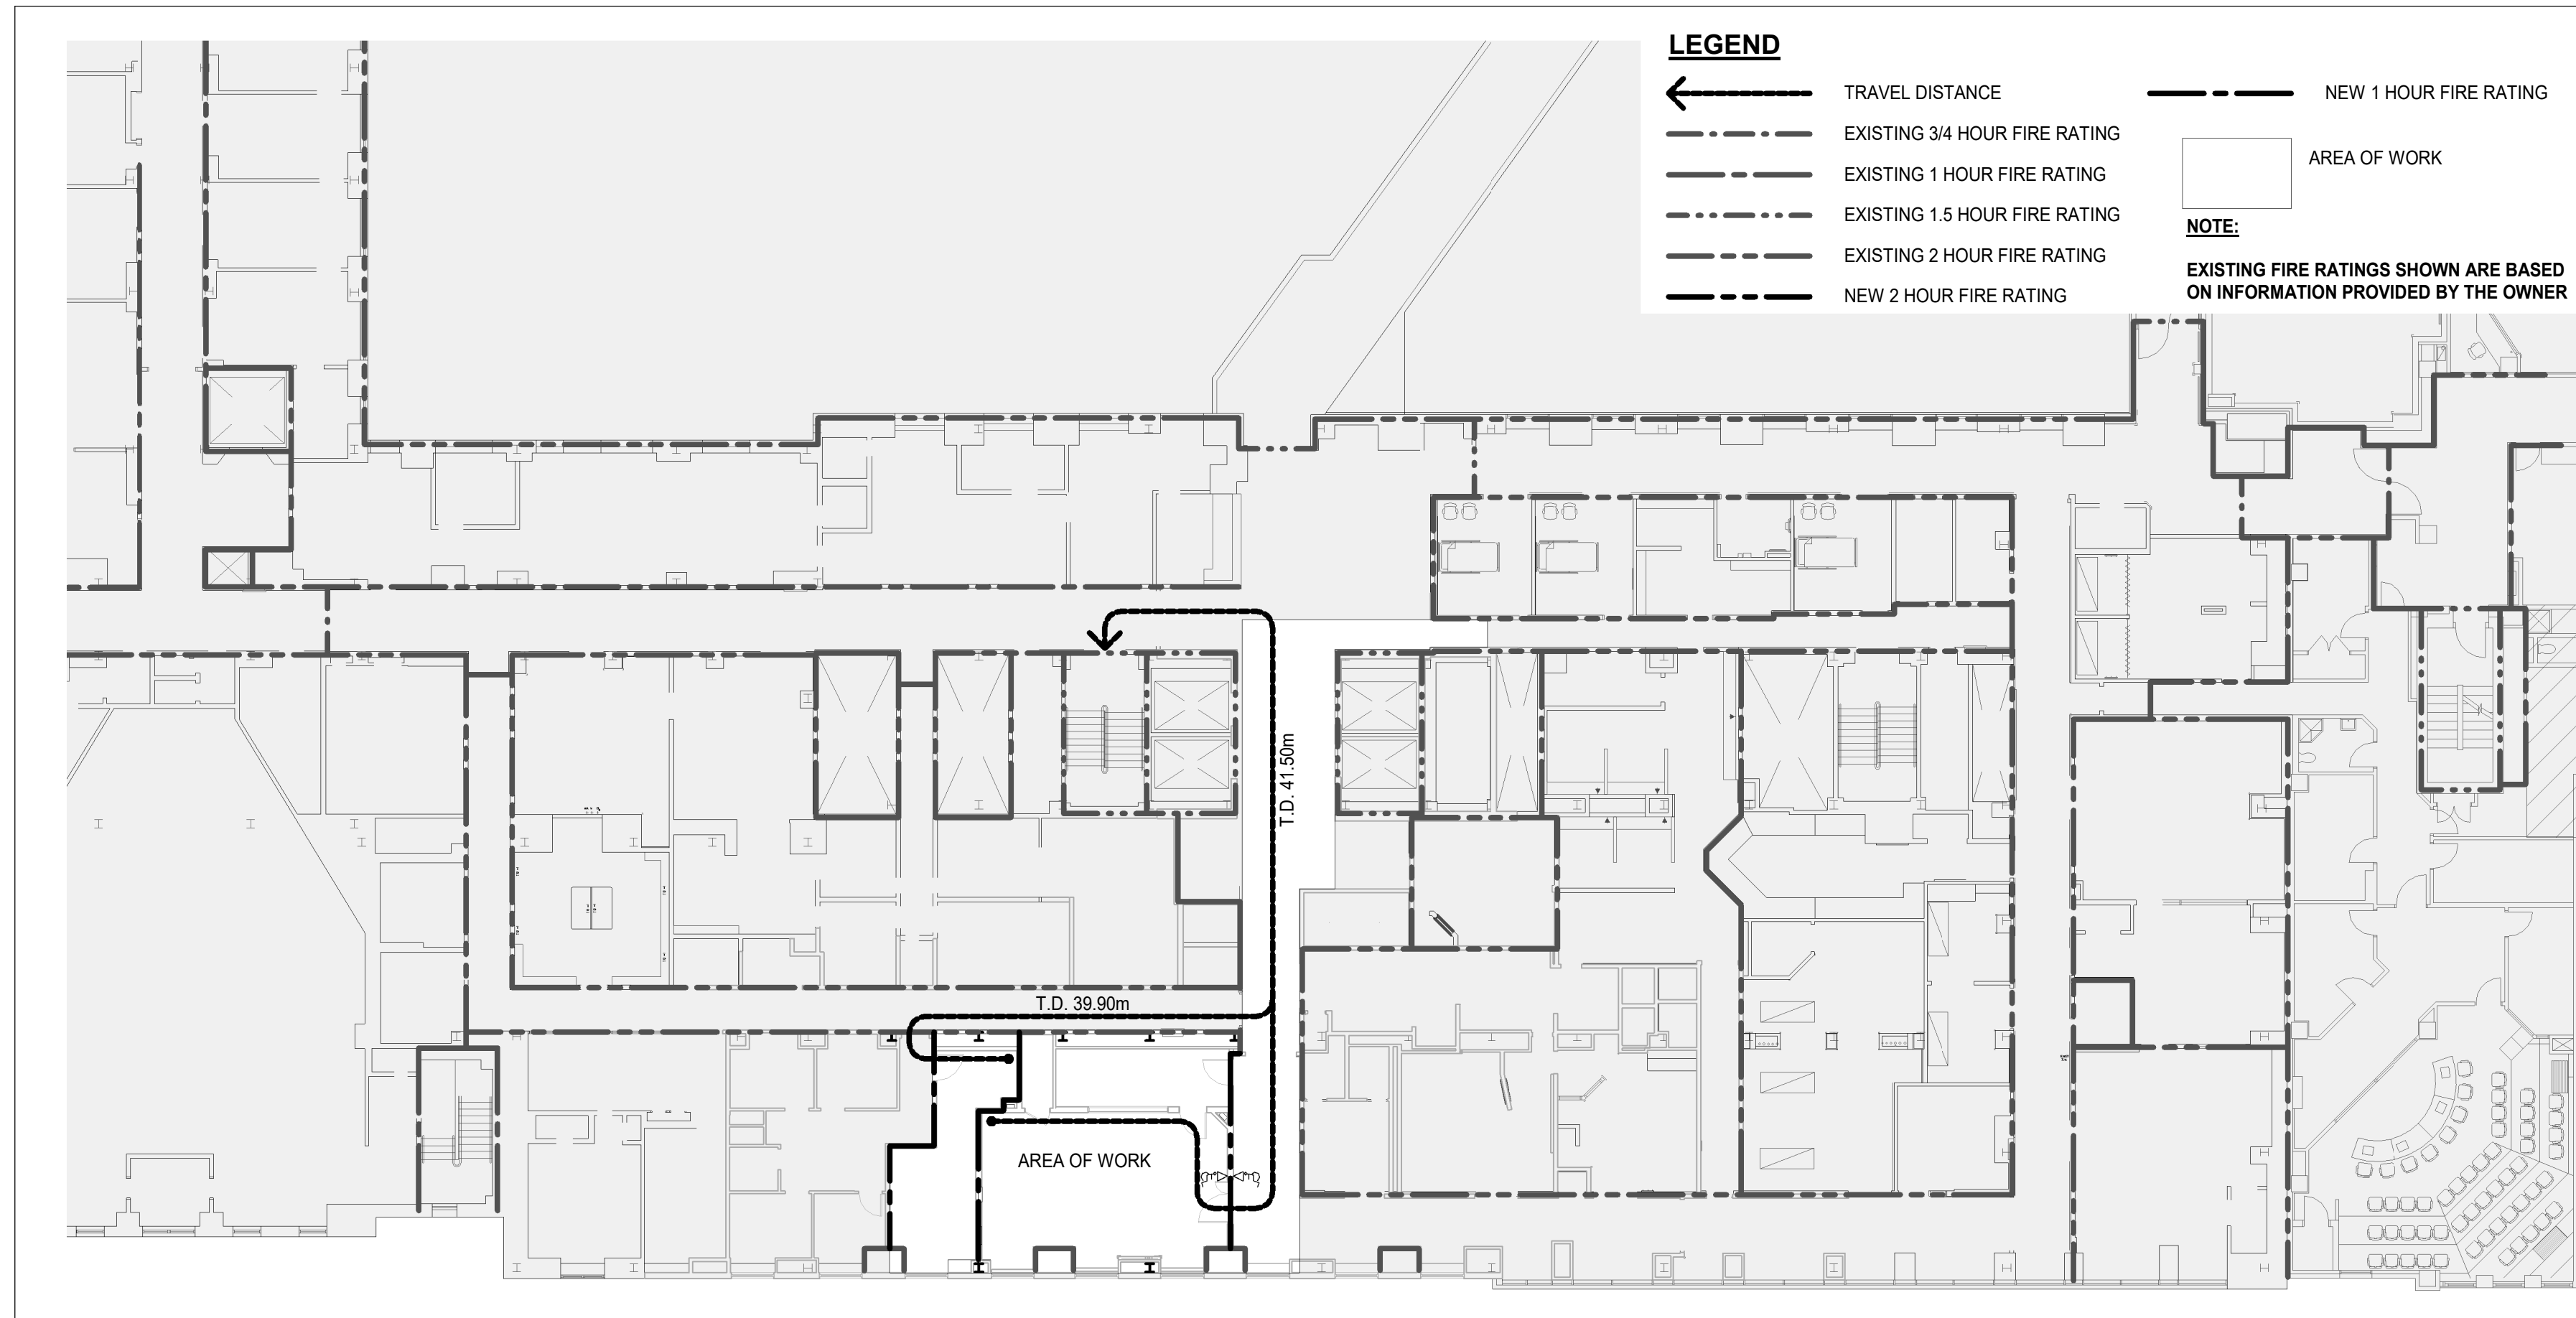 LEGEND
TRAVEL DISTANCE
EXISTING 3/4 HOUR FIRE RATING
EXISTING 1 HOUR FIRE RATING
EXISTING 1.5 HOUR FIRE RATING
EXISTING 2 HOUR FIRE RATING
NEW 2 HOUR FIRE RATING
NEW 1 HOUR FIRE RATING
AREA OF WORK
NOTE:
EXISTING FIRE RATINGS SHOWN ARE BASED
ON INFORMATION PROVIDED BY THE OWNER
T.D. 41.50m
T.D. 39.90m
AREA OF WORK